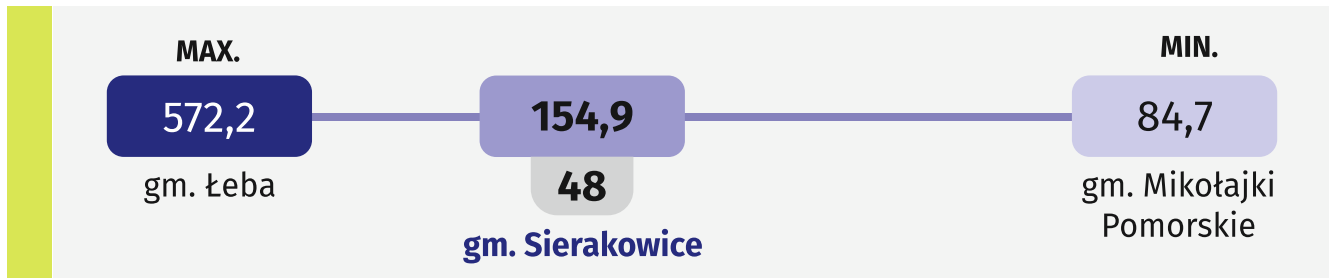 MAX.
572,2
gm. Łeba
154,9
48
gm. Sierakowice
MIN.
84,7
gm. Mikołajki
Pomorskie